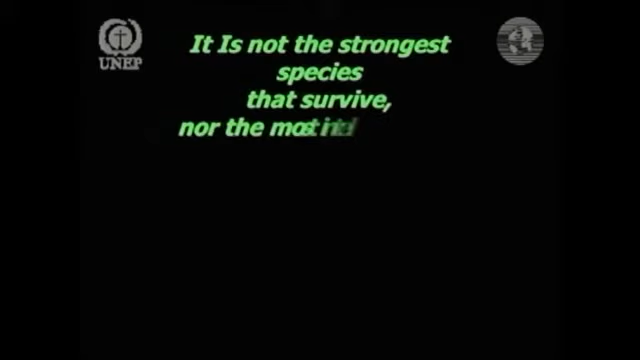 UNEP
It Is not the strongest
species
that survive,
nor the most